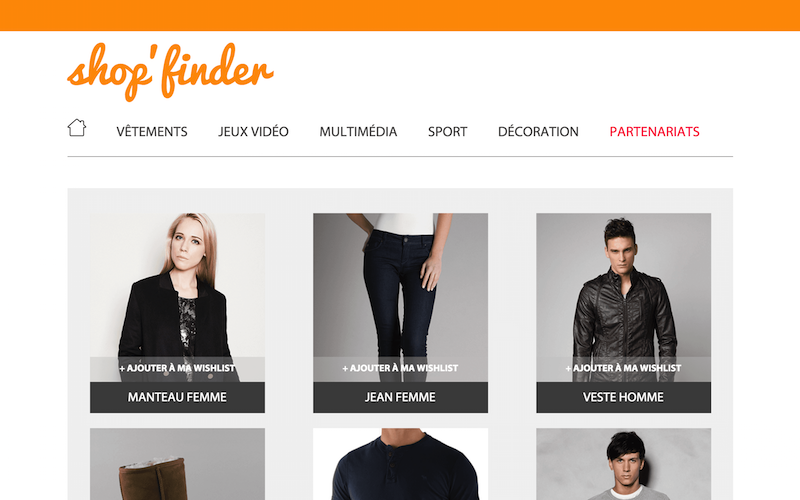 shop'finder
VÊTEMENTS JEUX VIDÉO MULTIMÉDIA SPORT DÉCORATION PARTENARIATS
+ AJOUTER À MA WISHLIST + AJOUTER À MA WISHLIST + AJOUTER À MA WISHLIST
MANTEAU FEMME JEAN FEMME VESTE HOMME